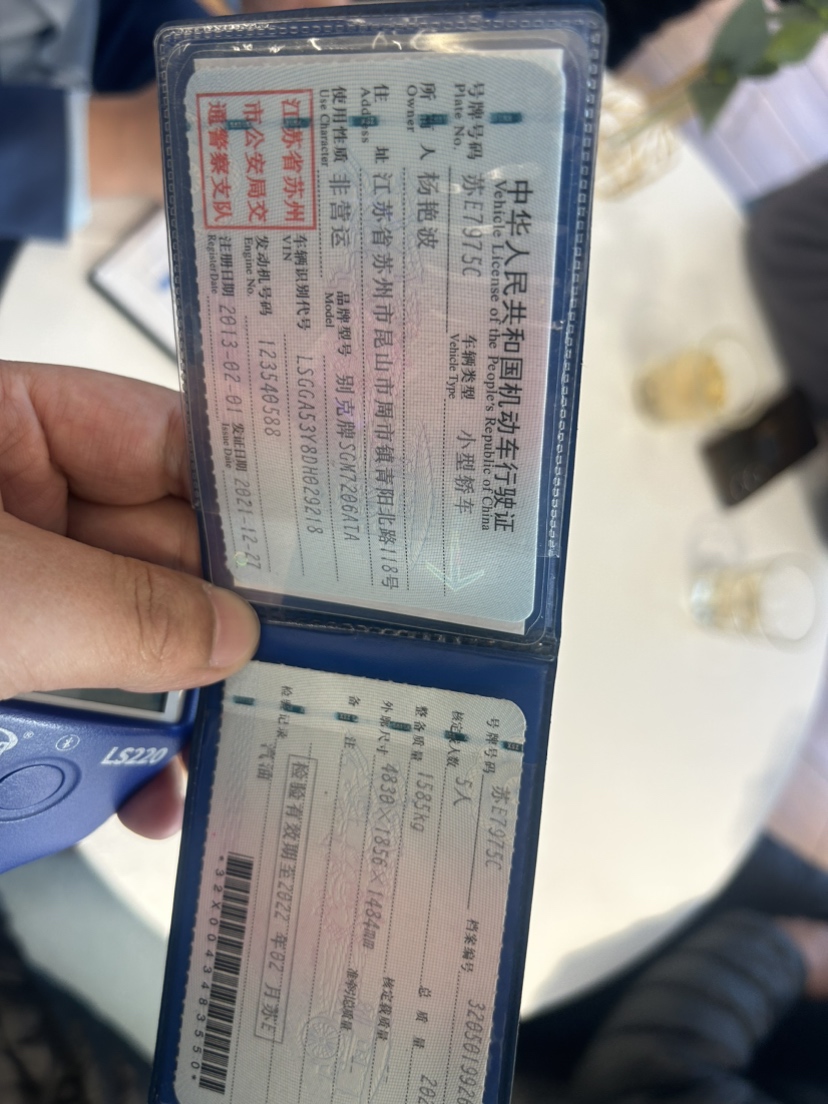 中华人民共和国机动车行驶证
Vehicle License of the People's Republic of China
号牌号码 苏E7975C 车辆类型 小型轿车
Plate No. Vehicle Type
所 人 杨艳波
Owner
住 址 江苏省苏州市昆山市周市镇青阳北路118号
使用性质 非营运 品牌型号 别克牌SGM7206ATA
Use Character Model
江苏省苏州
市公安局交
通警察支队
车辆识别代号 LSGGA53Y8DH029218
VIN
发动机号码 123540588
Engine No.
注册日期 2013-02-01 发证日期 2021-12-27
Register Date Issue Date
号牌号码 苏E7975C 档案编号 3205819926
核定 人数 5人 总 质 量 202
整备质量 1585kg 核定载质量 --
外廓尺寸 4830×1856×1484mm 准牵引总质量 --
备 注
检验有效期至2022 年02 月苏E
检 记录 汽油
*32X0043483550*
LS220